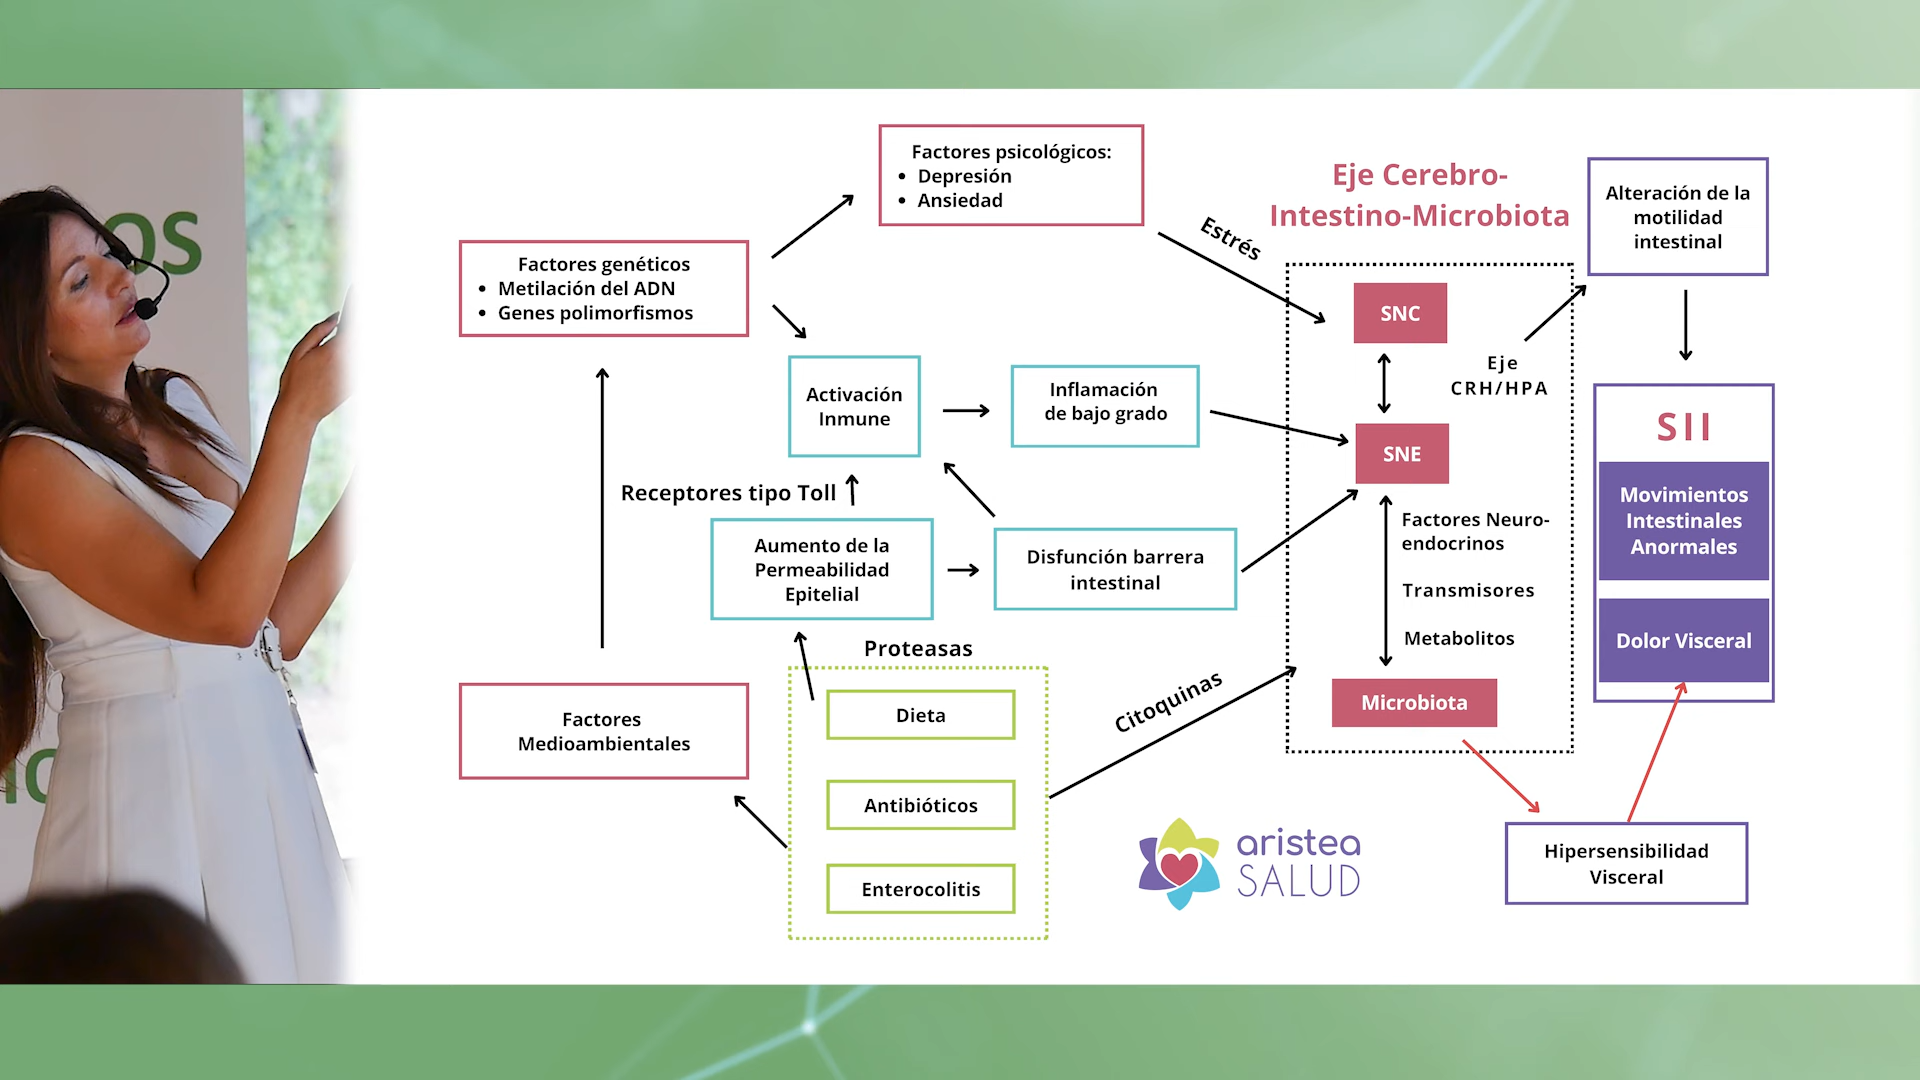 os
Factores psicológicos:
• Depresión
• Ansiedad
Factores genéticos
• Metilación del ADN
• Genes polimorfismos
Estrés
Eje Cerebro-
Intestino-Microbiota
Alteración de la
motilidad
intestinal
SNC
Eje
CRH/HPA
Activación
Inmune
Inflamación
de bajo grado
SNE
SII
Movimientos
Intestinales
Anormales
Dolor Visceral
Receptores tipo Toll
Aumento de la
Permeabilidad
Epitelial
Disfunción barrera
intestinal
Factores Neuro-
endocrinos
Transmisores
Metabolitos
Proteasas
Dieta
Antibióticos
Enterocolitis
Factores
Medioambientales
Citoquinas
Microbiota
Hipersensibilidad
Visceral
aristea
SALUD